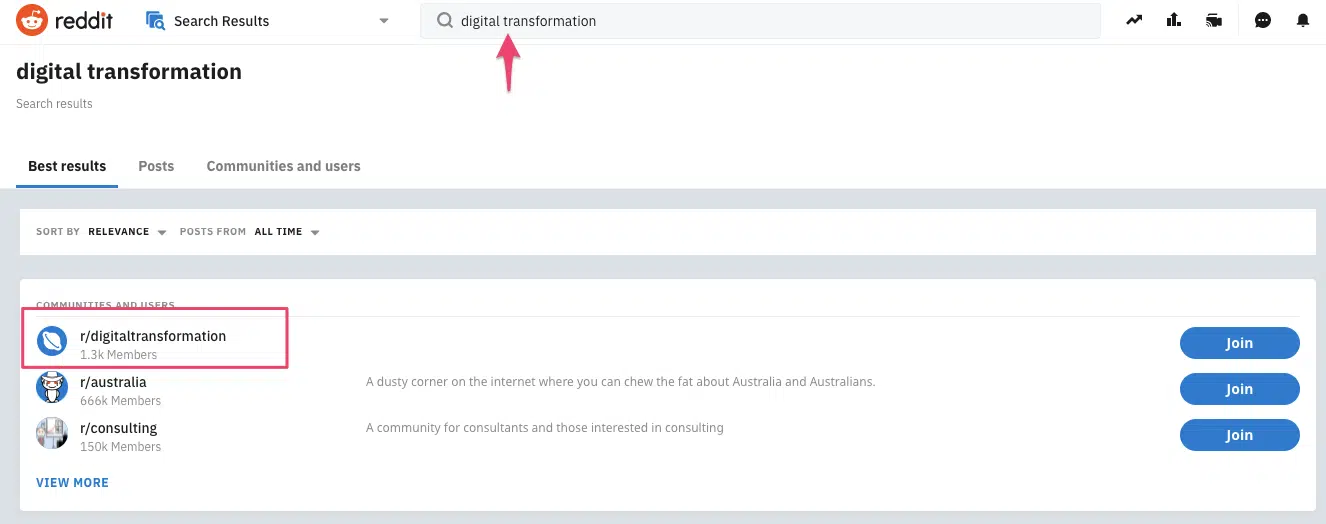 reddit Search Results digital transformation
digital transformation
Search results
Best results Posts Communities and users
SORT BY RELEVANCE POSTS FROM ALL TIME
COMMUNITIES AND USERS
r/digitaltransformation
1.3k Members
Join
r/australia
666k Members
A dusty corner on the internet where you can chew the fat about Australia and Australians.
Join
r/consulting
150k Members
A community for consultants and those interested in consulting
Join
VIEW MORE